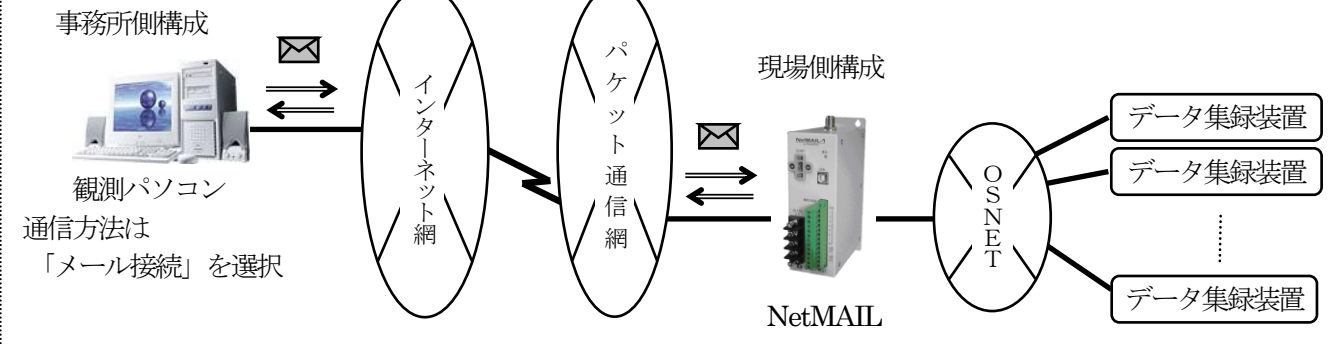 事務所側構成
観測パソコン
通信方法は
「メール接続」を選択
インターネット網
パケット通信網
現場側構成
NetMAIL-1
NetMAIL
OSNET
データ集録装置
データ集録装置
データ集録装置